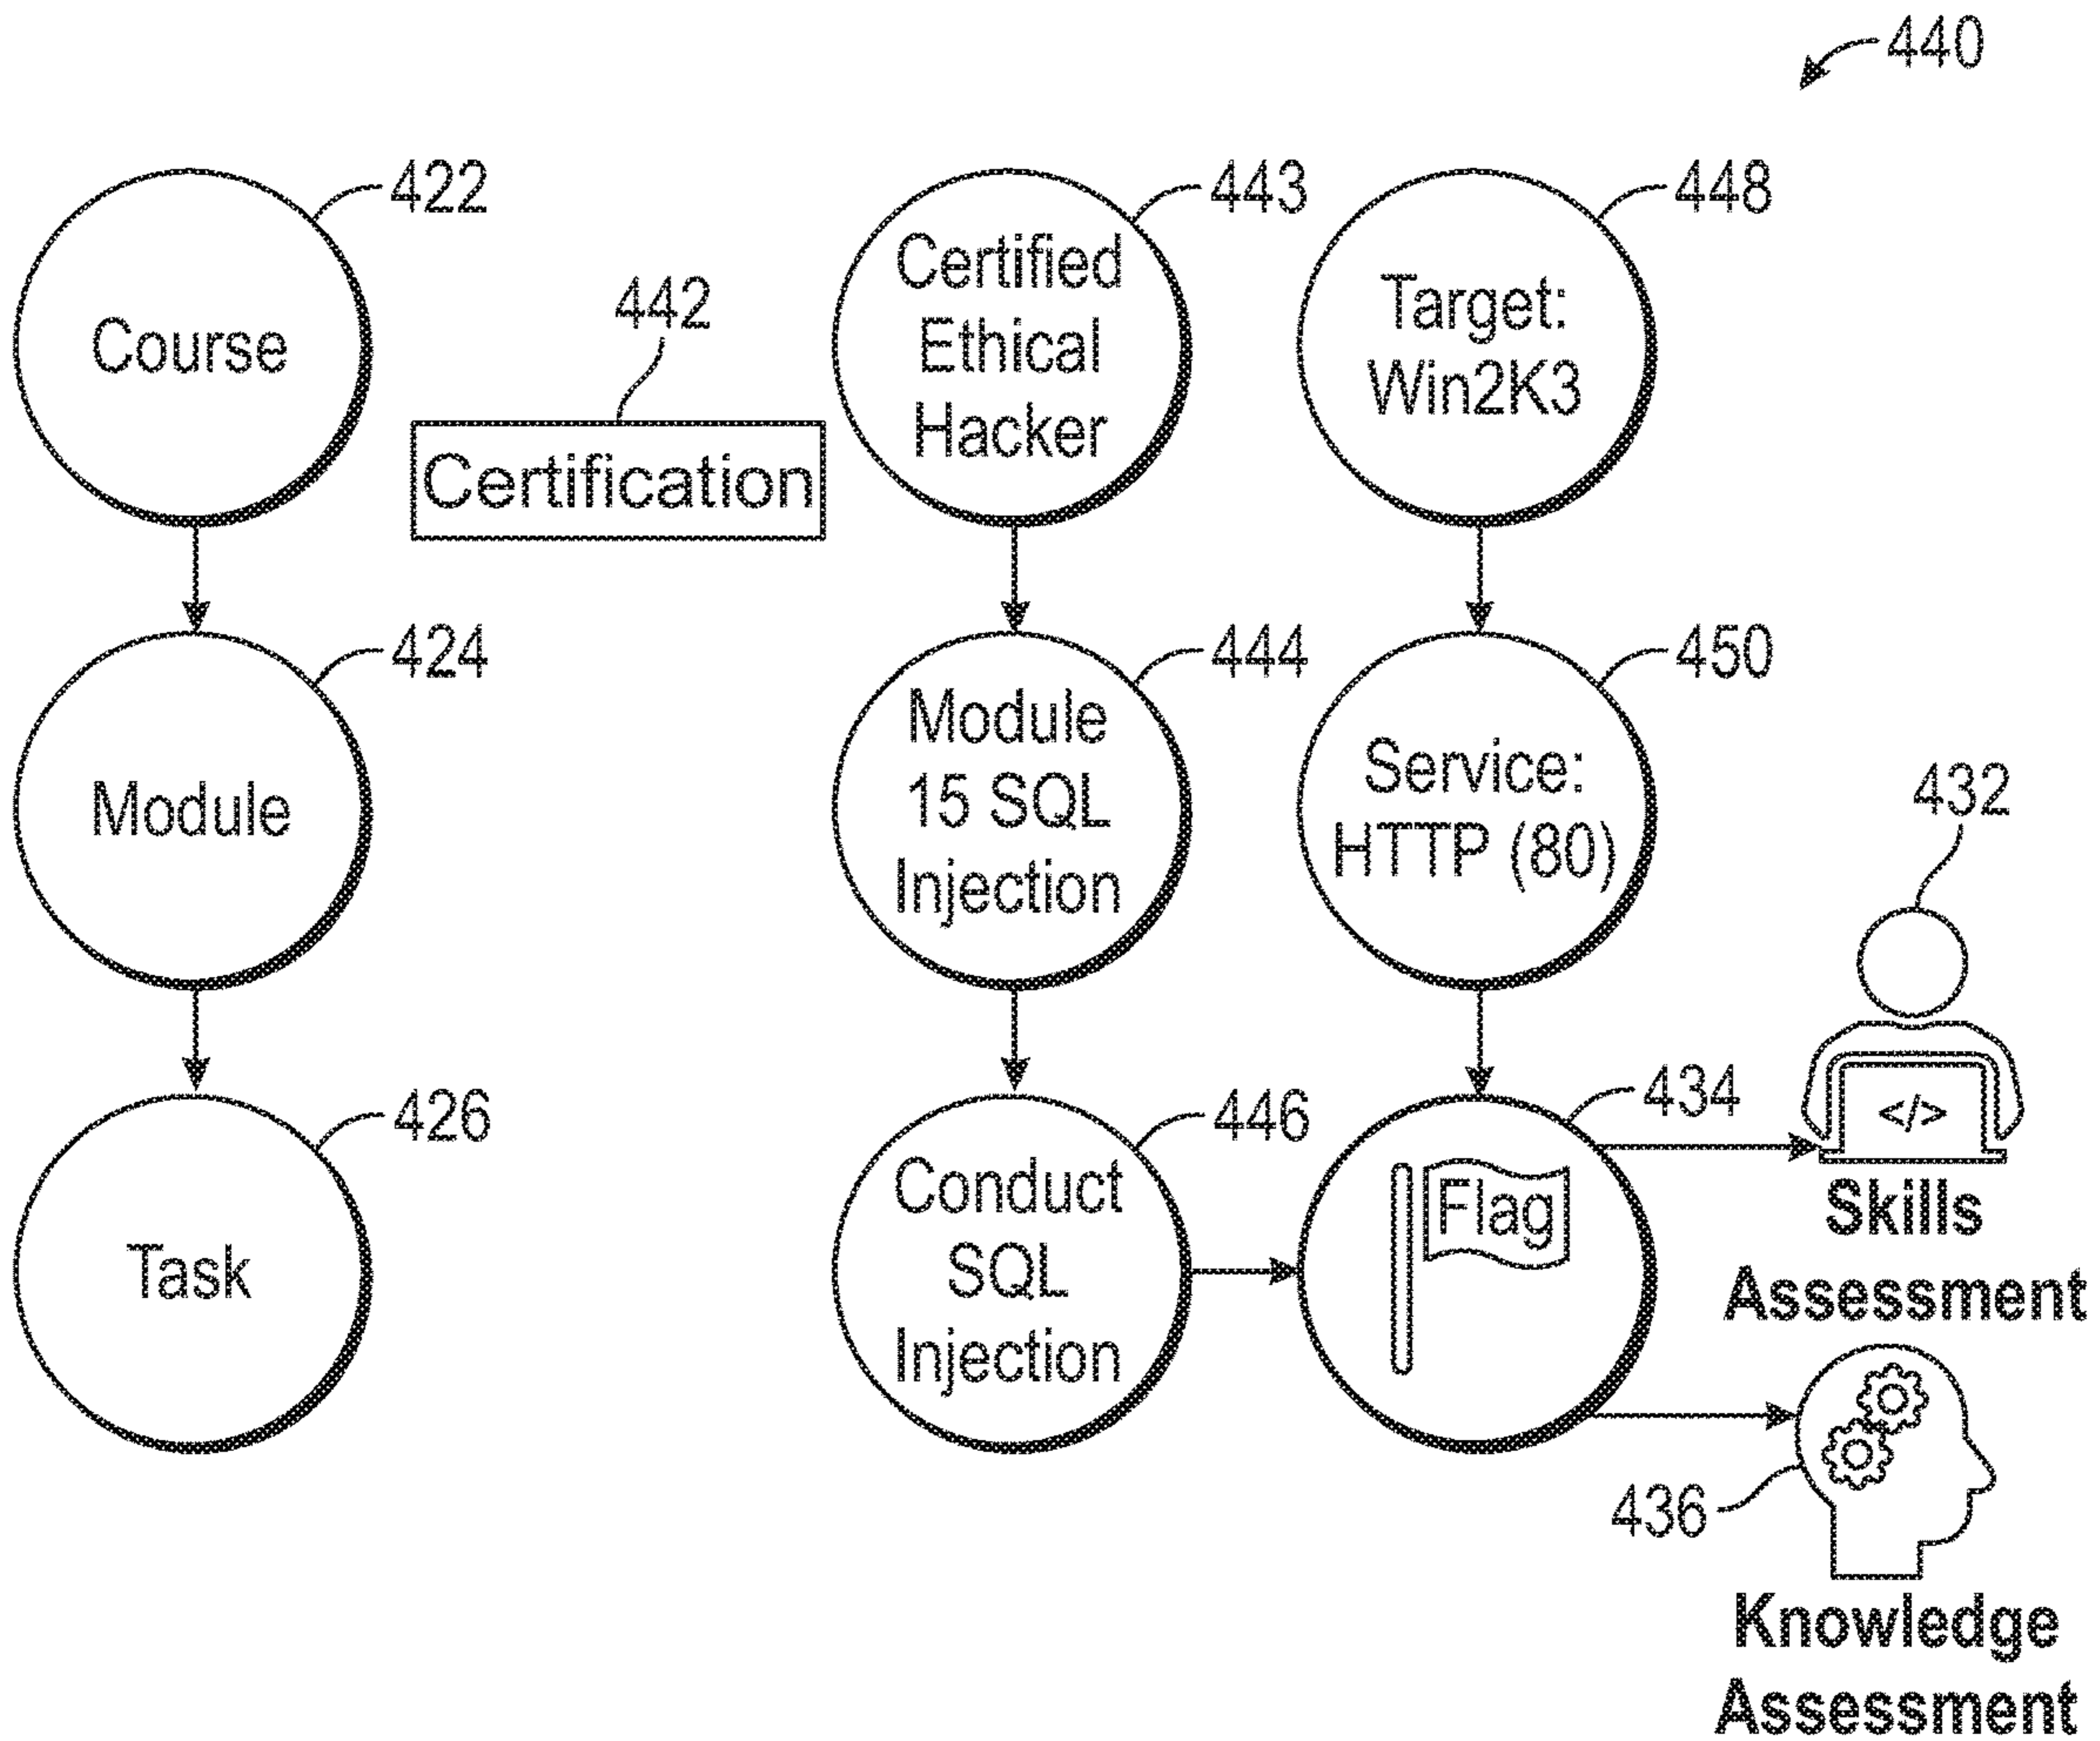 440
422
443
448
Course
442
Certification
Certified
Ethical
Hacker
Target:
Win2K3
424
444
450
Module
Module
15 SQL
Injection
Service:
HTTP (80)
432
426
446
434
Task
Conduct
SQL
Injection
Flag
</>
Skills
Assessment
436
Knowledge
Assessment